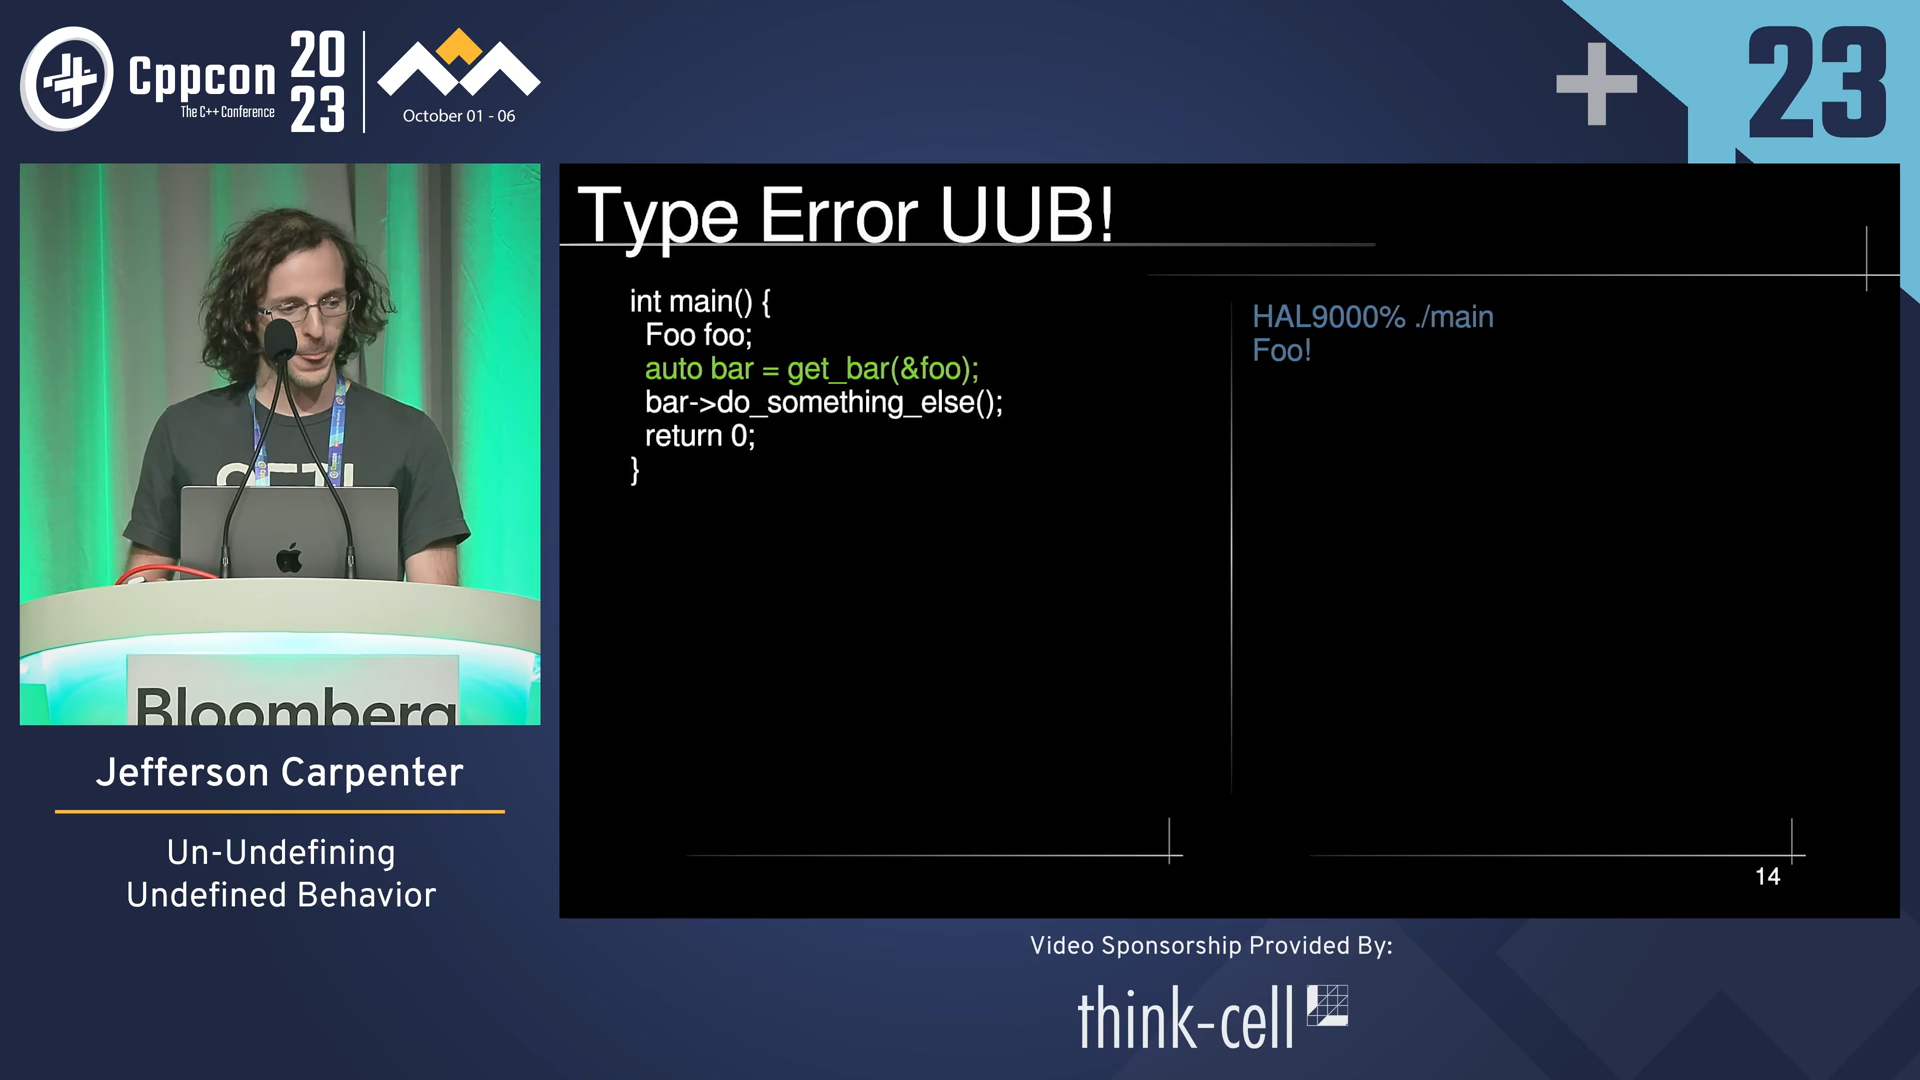 Cppcon
The C++ Conference
20
23
October 01 - 06
23
Type Error UUB!
int main() {
Foo foo;
auto bar = get_bar(&foo);
bar->do_something_else();
return 0;
}
HAL9000% ./main
Foo!
14
Bloomberg
Jefferson Carpenter
Un-Undefining
Undefined Behavior
Video Sponsorship Provided By:
think-cell